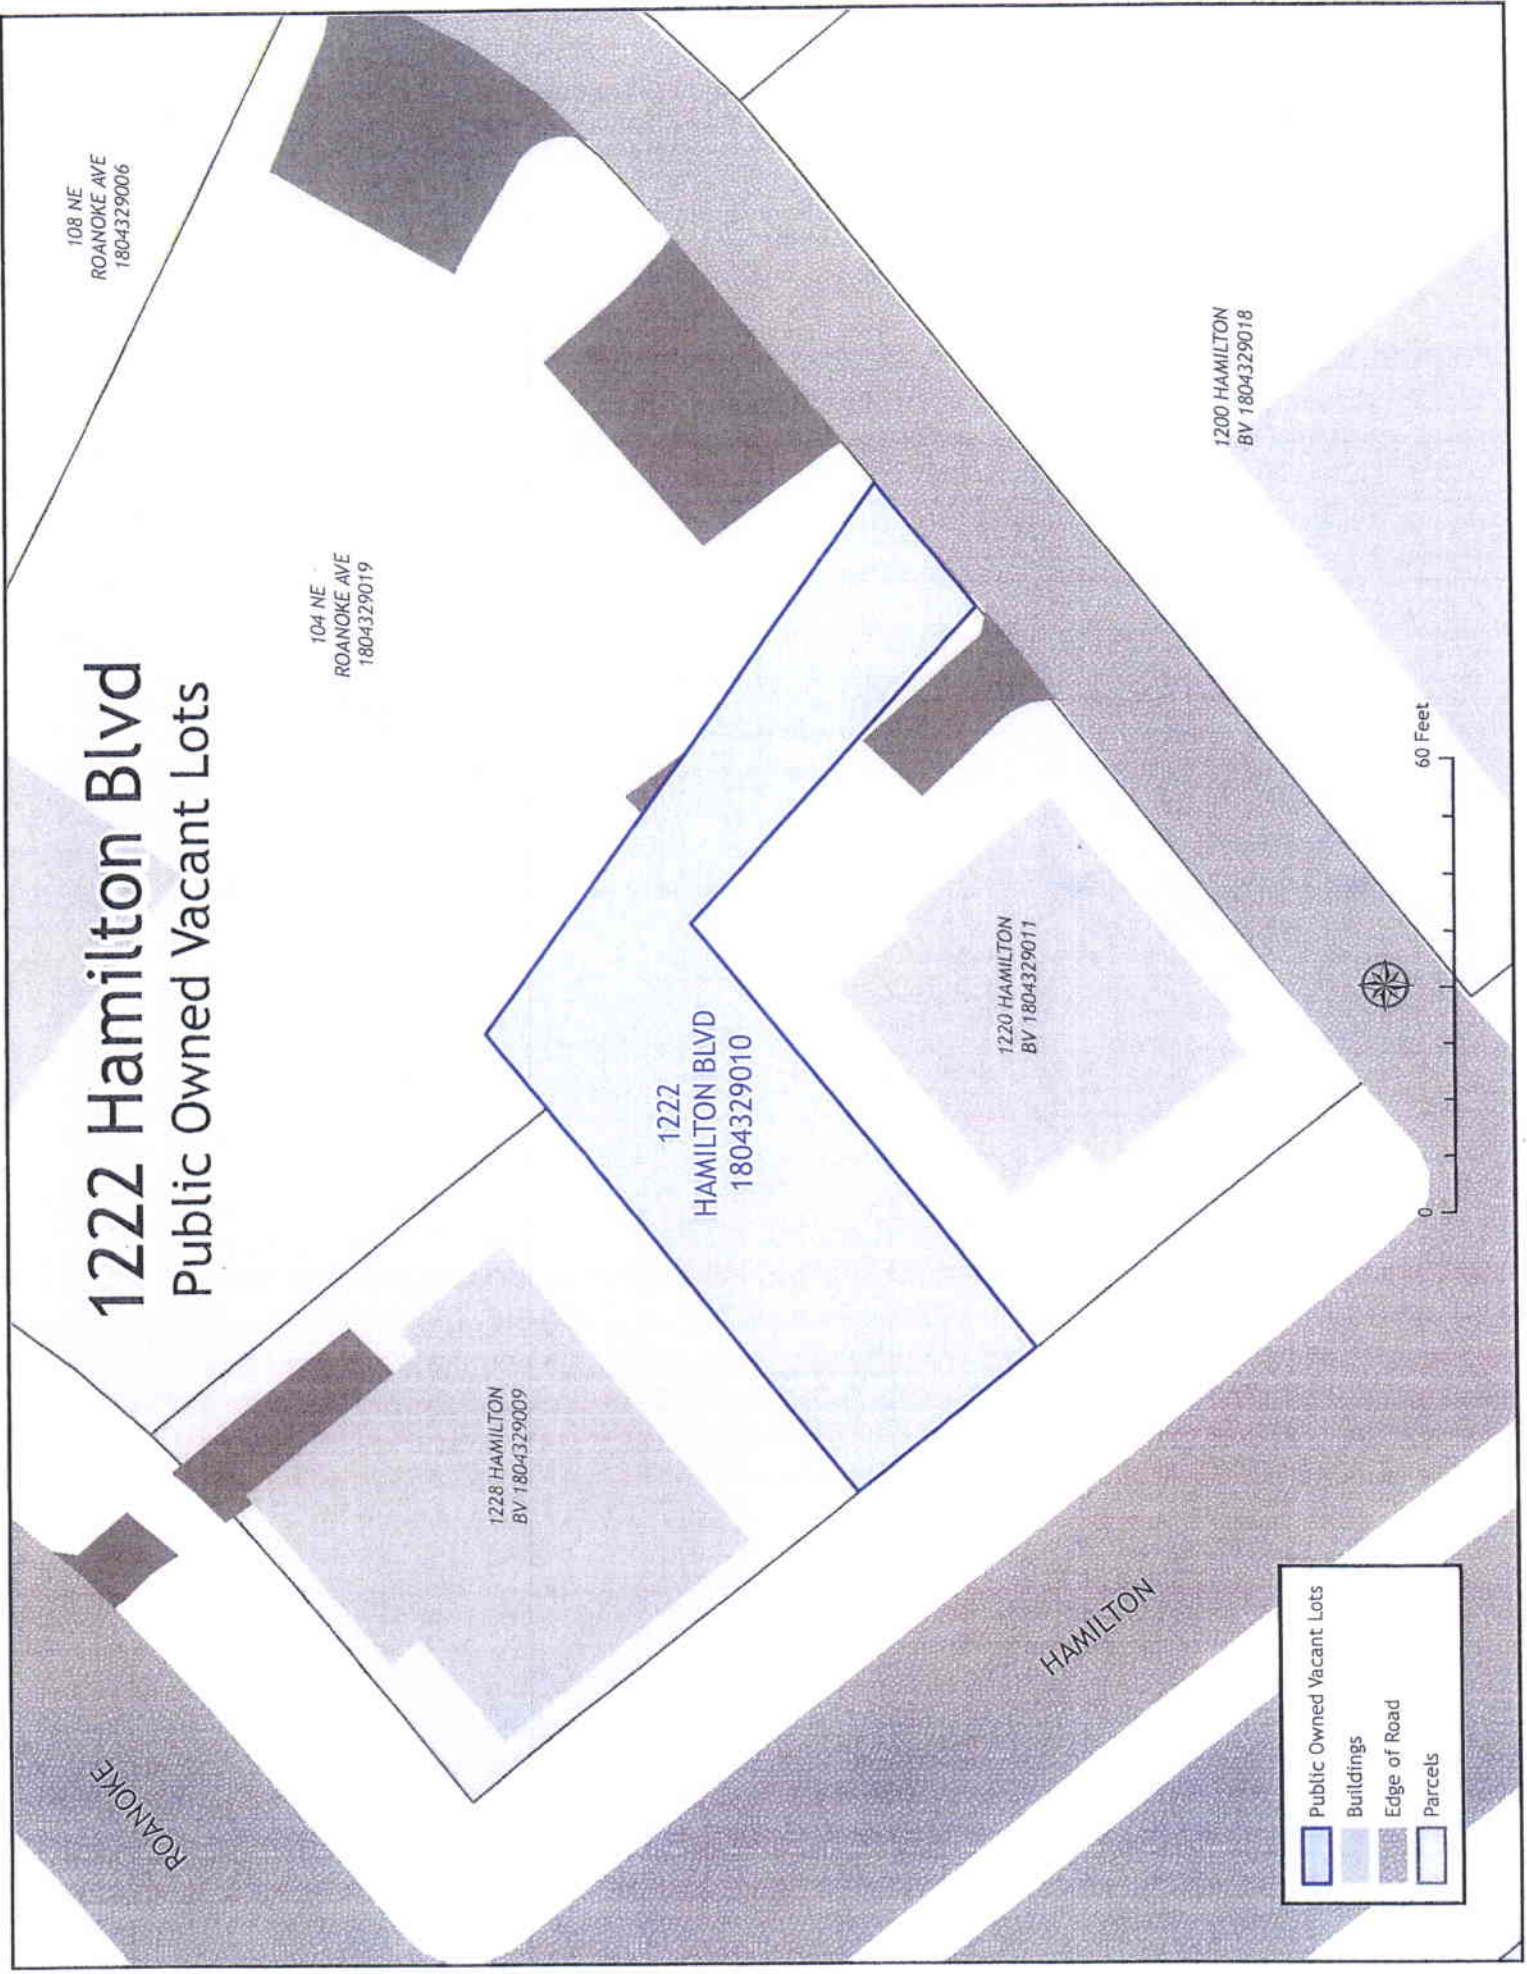 1222 Hamilton Blvd
Public Owned Vacant Lots
108 NE
ROANOKE AVE
1804329006
104 NE
ROANOKE AVE
1804329019
ROANOKE
1228 HAMILTON
BV 1804329009
1222
HAMILTON BLVD
1804329010
1220 HAMILTON
BV 1804329011
1200 HAMILTON
BV 1804329018
HAMILTON
0
60 Feet
Public Owned Vacant Lots
Buildings
Edge of Road
Parcels